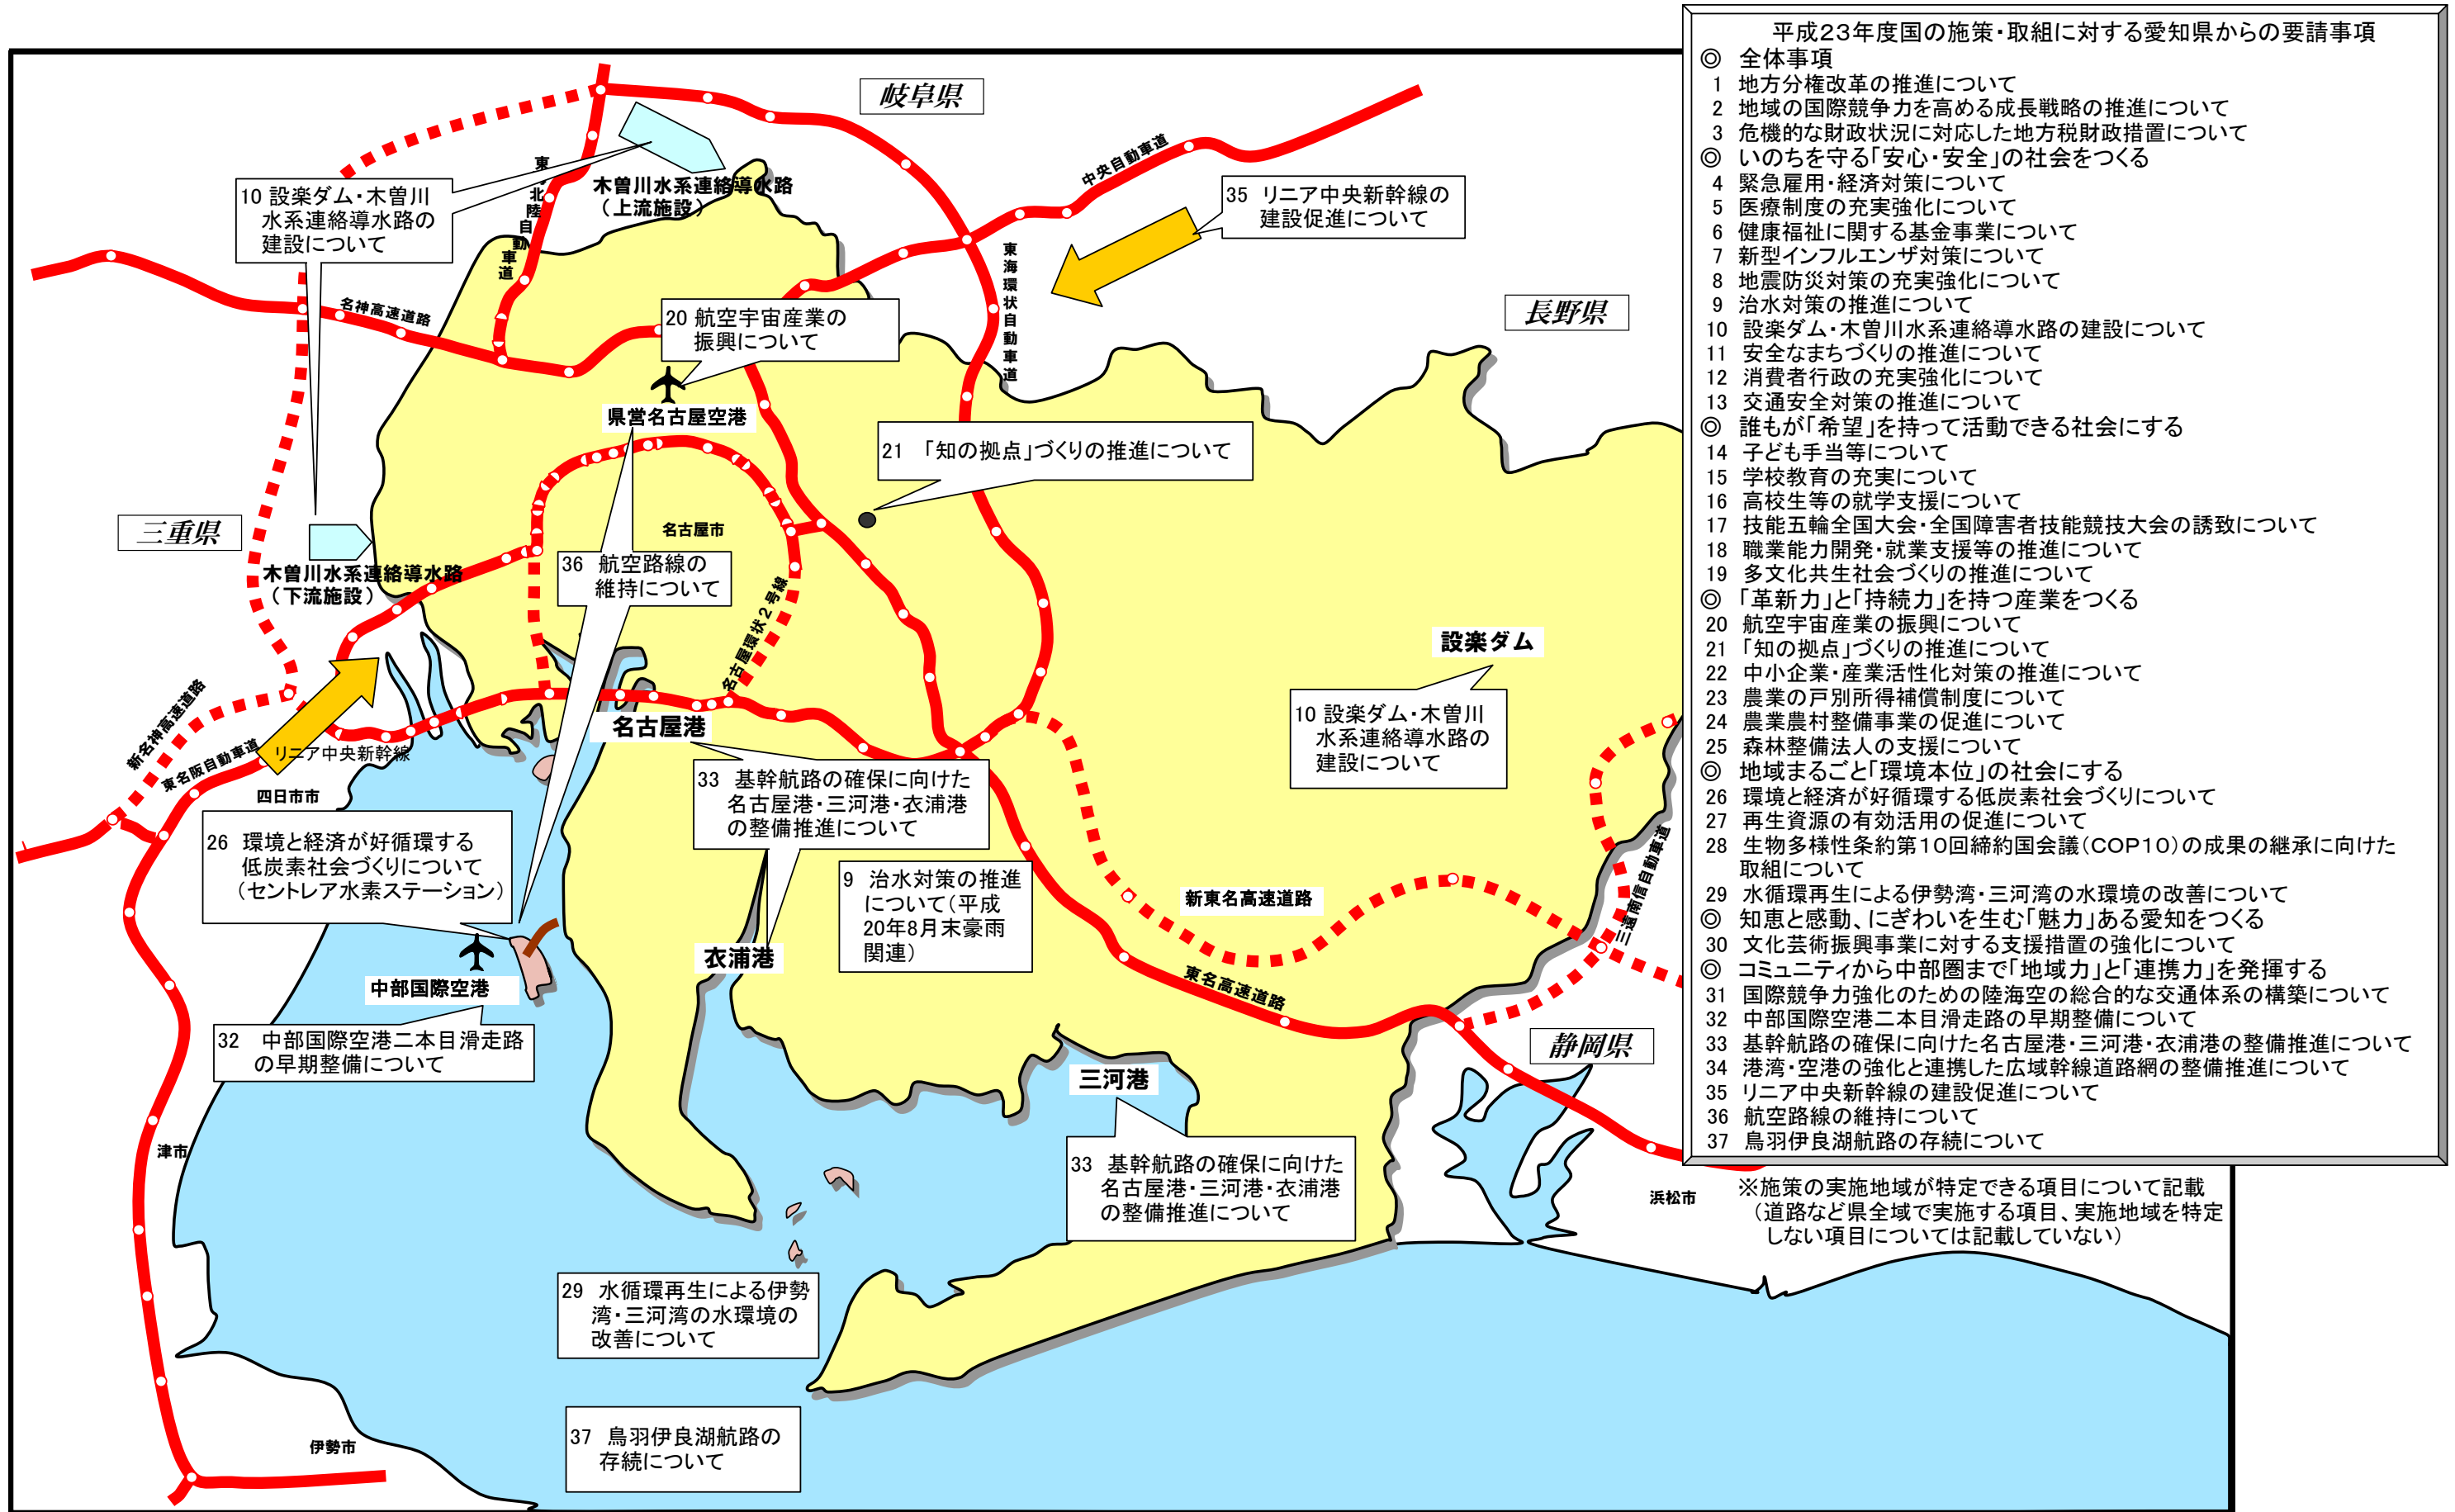 平成23年度国の施策・取組に対する愛知県からの要請事項
◎ 全体事項
1 地方分権改革の推進について
2 地域の国際競争力を高める成長戦略の推進について
3 危機的な財政状況に対応した地方税財政措置について
◎ いのちを守る「安心・安全」の社会をつくる
4 緊急雇用・経済対策について
5 医療制度の充実強化について
6 健康福祉に関する基金事業について
7 新型インフルエンザ対策について
8 地震防災対策の充実強化について
9 治水対策の推進について
10 設楽ダム・木曽川水系連絡導水路の建設について
11 安全なまちづくりの推進について
12 消費者行政の充実強化について
13 交通安全対策の推進について
◎ 誰もが「希望」を持って活動できる社会にする
14 子ども手当等について
15 学校教育の充実について
16 高校生等の就学支援について
17 技能五輪全国大会・全国障害者技能競技大会の誘致について
18 職業能力開発・就業支援等の推進について
19 多文化共生社会づくりの推進について
◎ 「革新力」と「持続力」を持つ産業をつくる
20 航空宇宙産業の振興について
21 「知の拠点」づくりの推進について
22 中小企業・産業活性化対策の推進について
23 農業の戸別所得補償制度について
24 農業農村整備事業の促進について
25 森林整備法人の支援について
◎ 地域まるごと「環境本位」の社会にする
26 環境と経済が好循環する低炭素社会づくりについて
27 再生資源の有効活用の促進について
28 生物多様性条約第10回締約国会議(COP10)の成果の継承に向けた
取組について
29 水循環再生による伊勢湾・三河湾の水環境の改善について
◎ 知恵と感動、にぎわいを生む「魅力」ある愛知をつくる
30 文化芸術振興事業に対する支援措置の強化について
◎ コミュニティから中部圏まで「地域力」と「連携力」を発揮する
31 国際競争力強化のための陸海空の総合的な交通体系の構築について
32 中部国際空港二本目滑走路の早期整備について
33 基幹航路の確保に向けた名古屋港・三河港・衣浦港の整備推進について
34 港湾・空港の強化と連携した広域幹線道路網の整備推進について
35 リニア中央新幹線の建設促進について
36 航空路線の維持について
37 鳥羽伊良湖航路の存続について
※施策の実施地域が特定できる項目について記載
(道路など県全域で実施する項目、実施地域を特定
しない項目については記載していない)
岐阜県
長野県
三重県
静岡県
中央自動車道
東海環状自動車道
東 北陸自動車道
名神高速道路
木曽川水系連絡導水路
(上流施設)
10 設楽ダム・木曽川
水系連絡導水路の
建設について
35 リニア中央新幹線の
建設促進について
20 航空宇宙産業の
振興について
県営名古屋空港
21 「知の拠点」づくりの推進について
名古屋市
木曽川水系連絡導水路
(下流施設)
36 航空路線の
維持について
名古屋環状2号線
設楽ダム
10 設楽ダム・木曽川
水系連絡導水路の
建設について
新名神高速道路
東名阪自動車道
リニア中央新幹線
四日市市
名古屋港
33 基幹航路の確保に向けた
名古屋港・三河港・衣浦港
の整備推進について
26 環境と経済が好循環する
低炭素社会づくりについて
(セントレア水素ステーション)
9 治水対策の推進
について(平成
20年8月末豪雨
関連)
新東名高速道路
三遠南信自動車道
衣浦港
中部国際空港
東名高速道路
32 中部国際空港二本目滑走路
の早期整備について
三河港
33 基幹航路の確保に向けた
名古屋港・三河港・衣浦港
の整備推進について
津市
浜松市
29 水循環再生による伊勢
湾・三河湾の水環境の
改善について
37 鳥羽伊良湖航路の
存続について
伊勢市